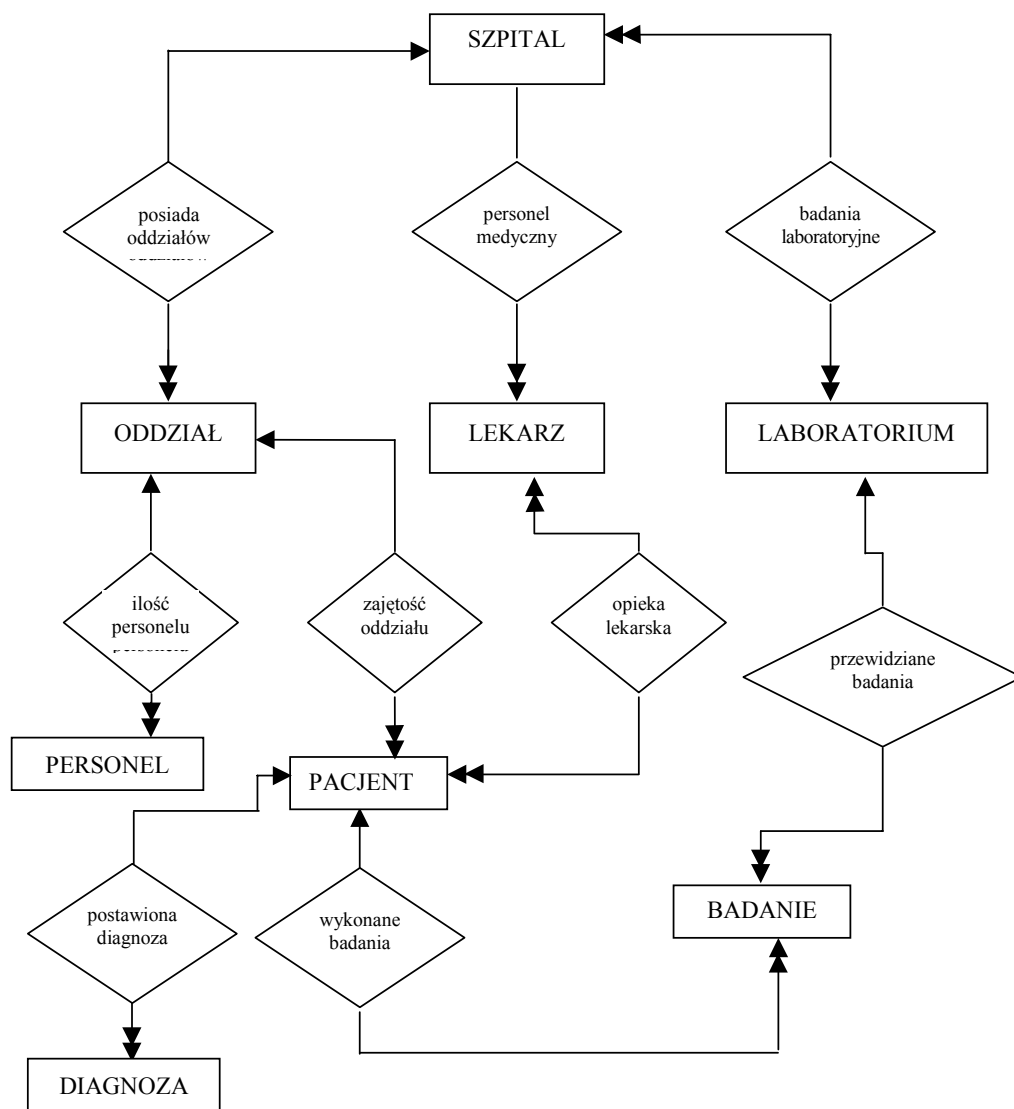 SZPITAL
posiada
oddziałów
personel
medyczny
badania
laboratoryjne
ODDZIAŁ
LEKARZ
LABORATORIUM
ilość
personelu
zajętość
oddziału
opieka
lekarska
przewidziane
badania
PERSONEL
PACJENT
postawiona
diagnoza
wykonane
badania
BADANIE
DIAGNOZA